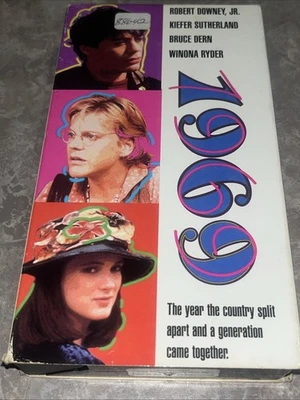 ROBERT DOWNEY, JR.
KIEFER SUTHERLAND
BRUCE DERN
WINONA RYDER
1969
The year the country split
apart and a generation
came together.